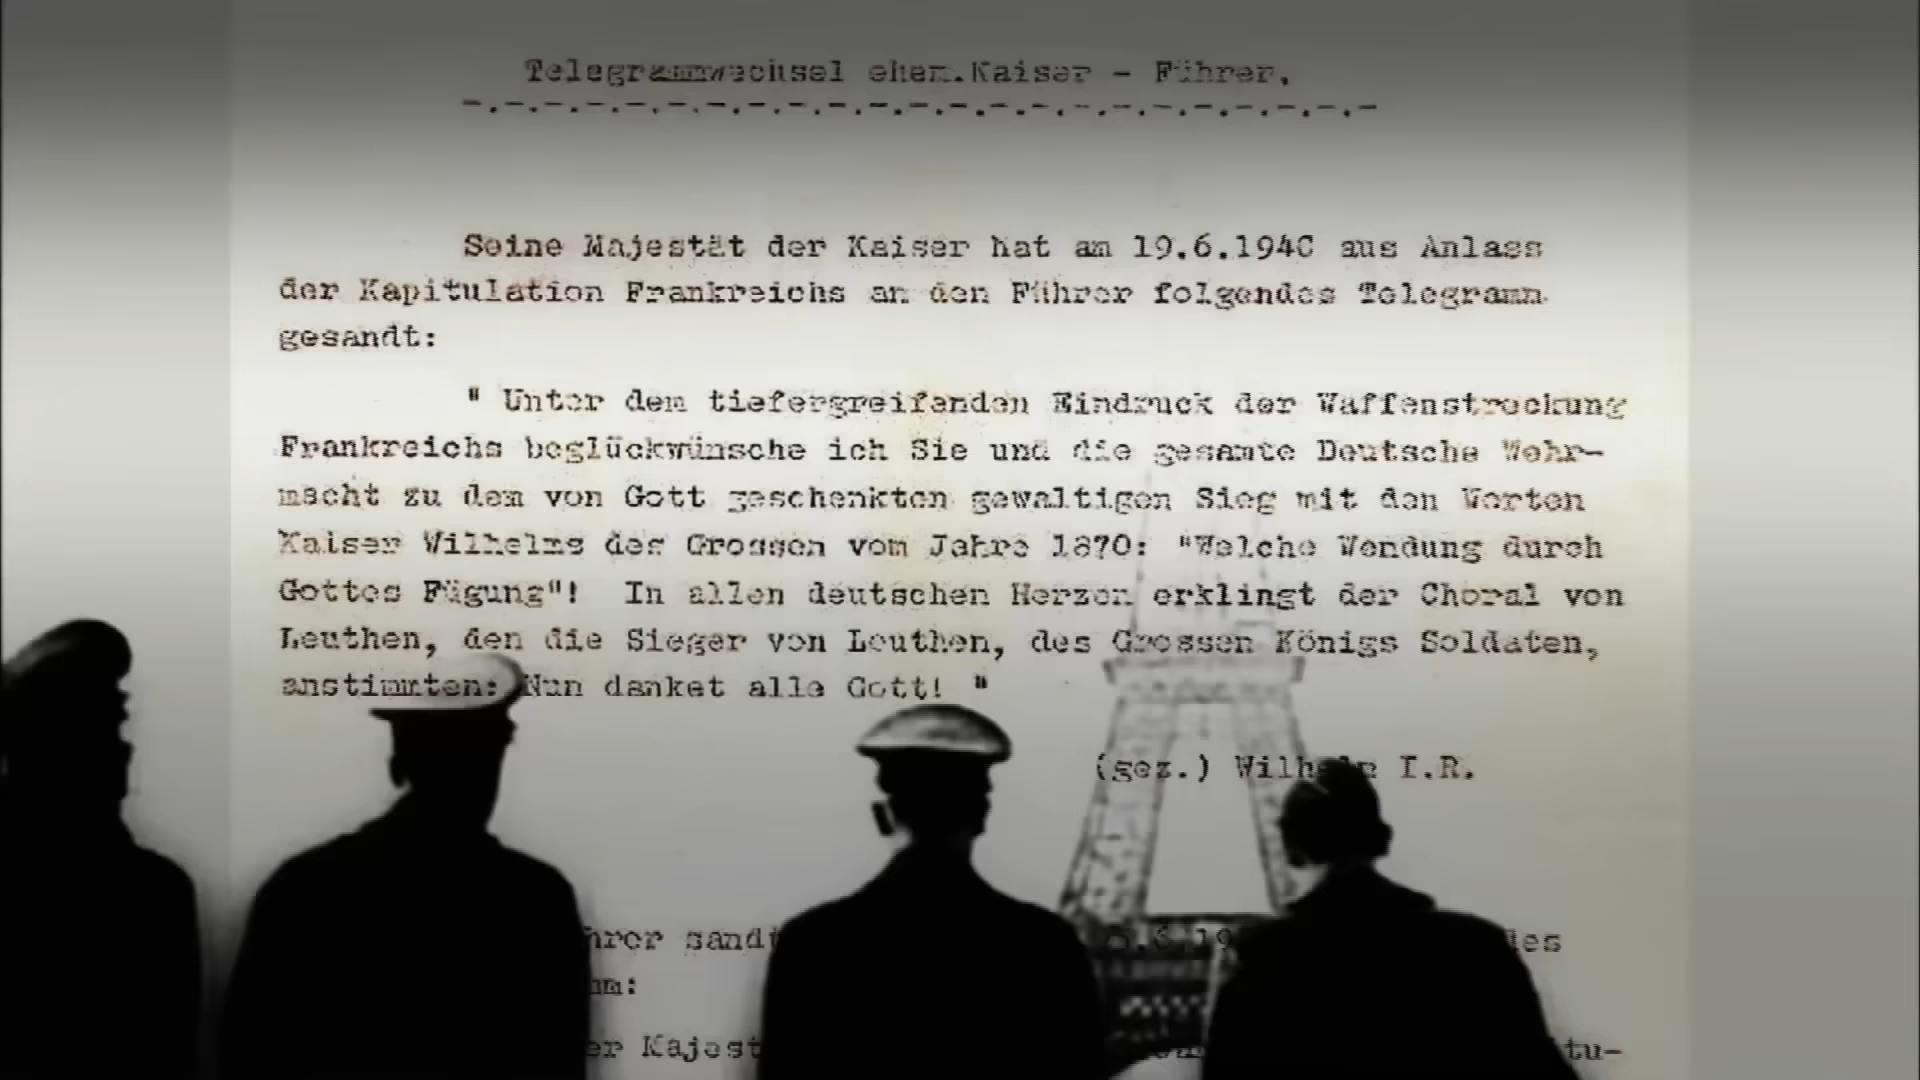 Telegrammwechsel ehem.Kaiser - Führer.
-.-.-.-.-.-.-.-.-.-.-.-.-.-.-.-.-.-.-.-.-.-.-
Seine Majestät der Kaiser hat am 19.6.1940 aus Anlass
der Kapitulation Frankreichs an den Führer folgendes Telegramm
gesandt:
" Unter dem tiefergreifenden Eindruck der Waffenstreckung
Frankreichs beglückwünsche ich Sie und die gesamte Deutsche Wehr-
macht zu dem von Gott geschenkten gewaltigen Sieg mit den Worten
Kaiser Wilhelms des Grossen vom Jahre 1870: "Welche Wendung durch
Gottes Fügung"! In allen deutschen Herzen erklingt der Choral von
Leuthen, den die Sieger von Leuthen, des Grossen Königs Soldaten,
anstimmten: Nun danket alle Gott! "
(gez.) Wilhelm I.R.